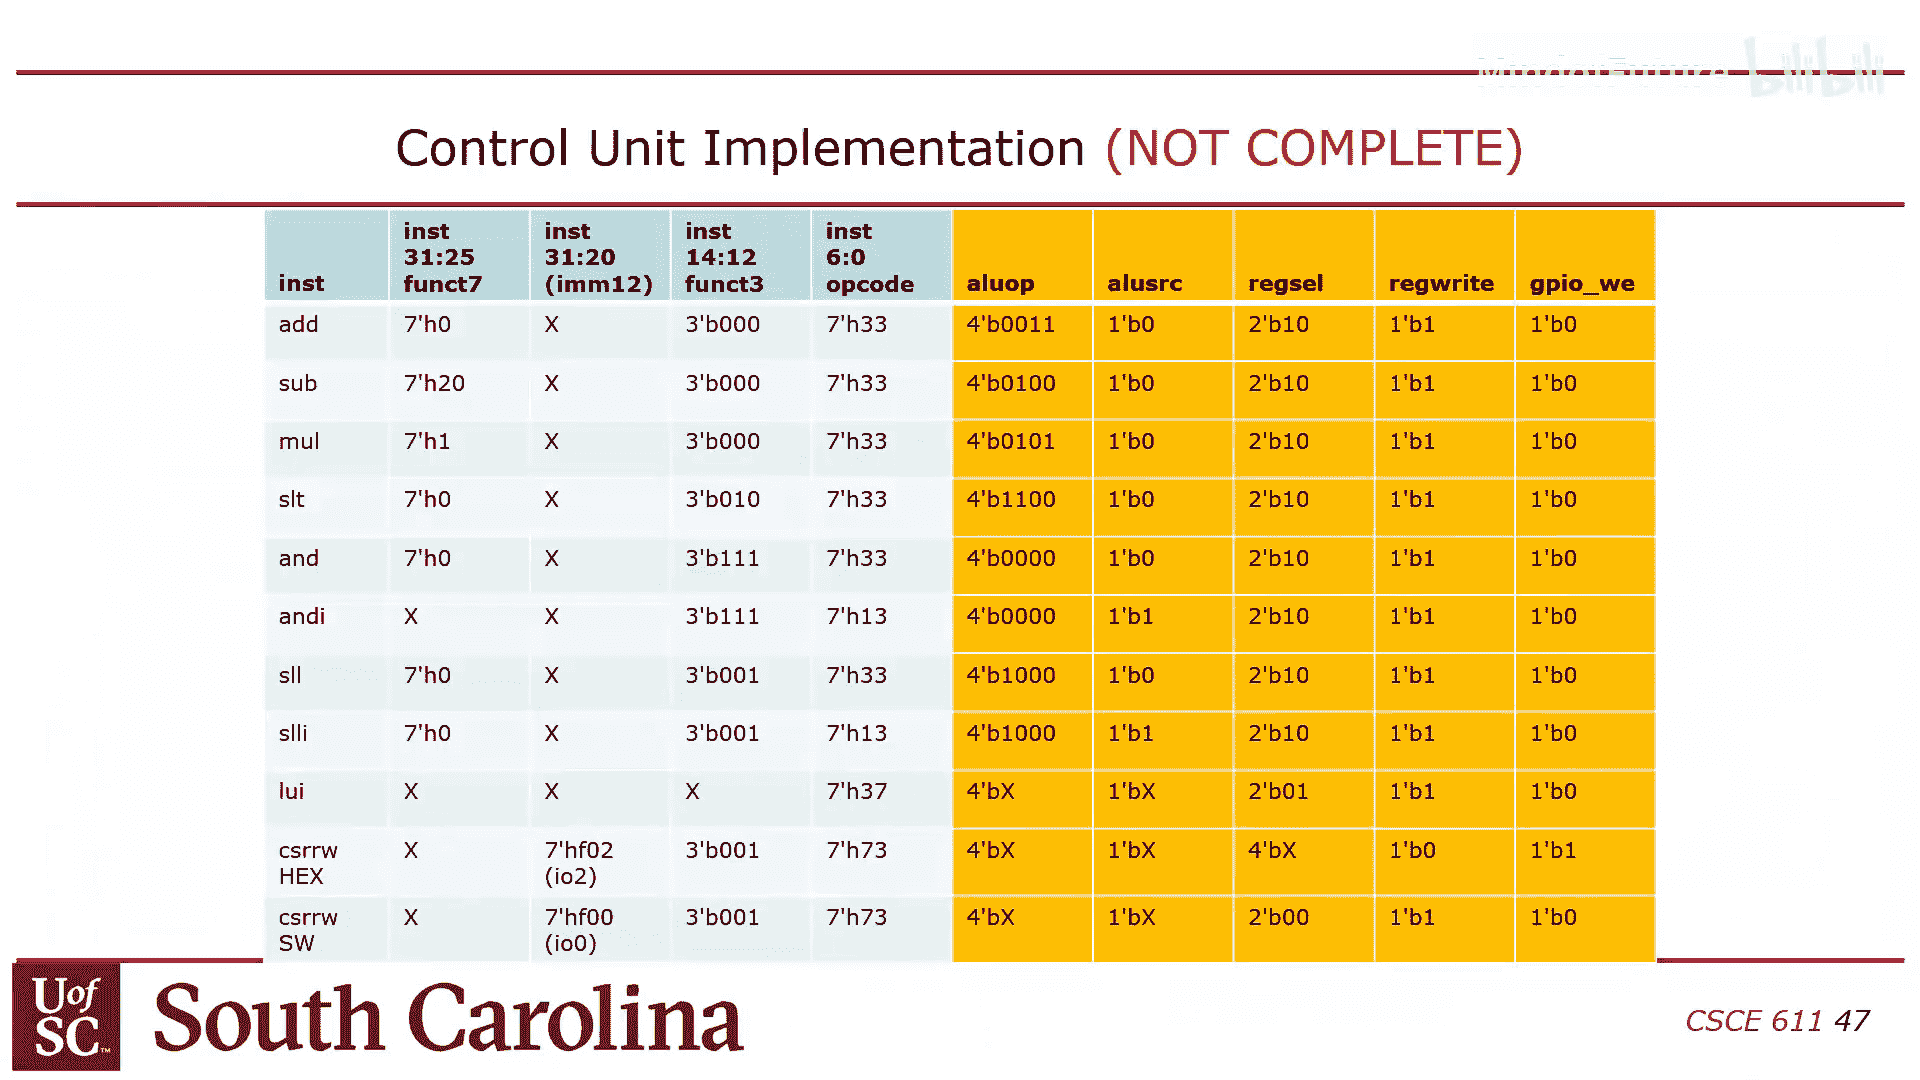 Control Unit Implementation (NOT COMPLETE)
inst | inst 31:25 funct7 | inst 31:20 (imm12) | inst 14:12 funct3 | inst 6:0 opcode | aluop | alusrc | regsel | regwrite | gpio_we
add | 7'h0 | X | 3'b000 | 7'h33 | 4'b0011 | 1'b0 | 2'b10 | 1'b1 | 1'b0
sub | 7'h20 | X | 3'b000 | 7'h33 | 4'b0100 | 1'b0 | 2'b10 | 1'b1 | 1'b0
mul | 7'h1 | X | 3'b000 | 7'h33 | 4'b0101 | 1'b0 | 2'b10 | 1'b1 | 1'b0
slt | 7'h0 | X | 3'b010 | 7'h33 | 4'b1100 | 1'b0 | 2'b10 | 1'b1 | 1'b0
and | 7'h0 | X | 3'b111 | 7'h33 | 4'b0000 | 1'b0 | 2'b10 | 1'b1 | 1'b0
andi | X | X | 3'b111 | 7'h13 | 4'b0000 | 1'b1 | 2'b10 | 1'b1 | 1'b0
sll | 7'h0 | X | 3'b001 | 7'h33 | 4'b1000 | 1'b0 | 2'b10 | 1'b1 | 1'b0
slli | 7'h0 | X | 3'b001 | 7'h13 | 4'b1000 | 1'b1 | 2'b10 | 1'b1 | 1'b0
lui | X | X | X | 7'h37 | 4'bX | 1'bX | 2'b01 | 1'b1 | 1'b0
csrrw HEX | X | 7'hf02 (io2) | 3'b001 | 7'h73 | 4'bX | 1'bX | 4'bX | 1'b0 | 1'b1
csrrw SW | X | 7'hf00 (io0) | 3'b001 | 7'h73 | 4'bX | 1'bX | 2'b00 | 1'b1 | 1'b0
UofSC
South Carolina
CSCE 611 47